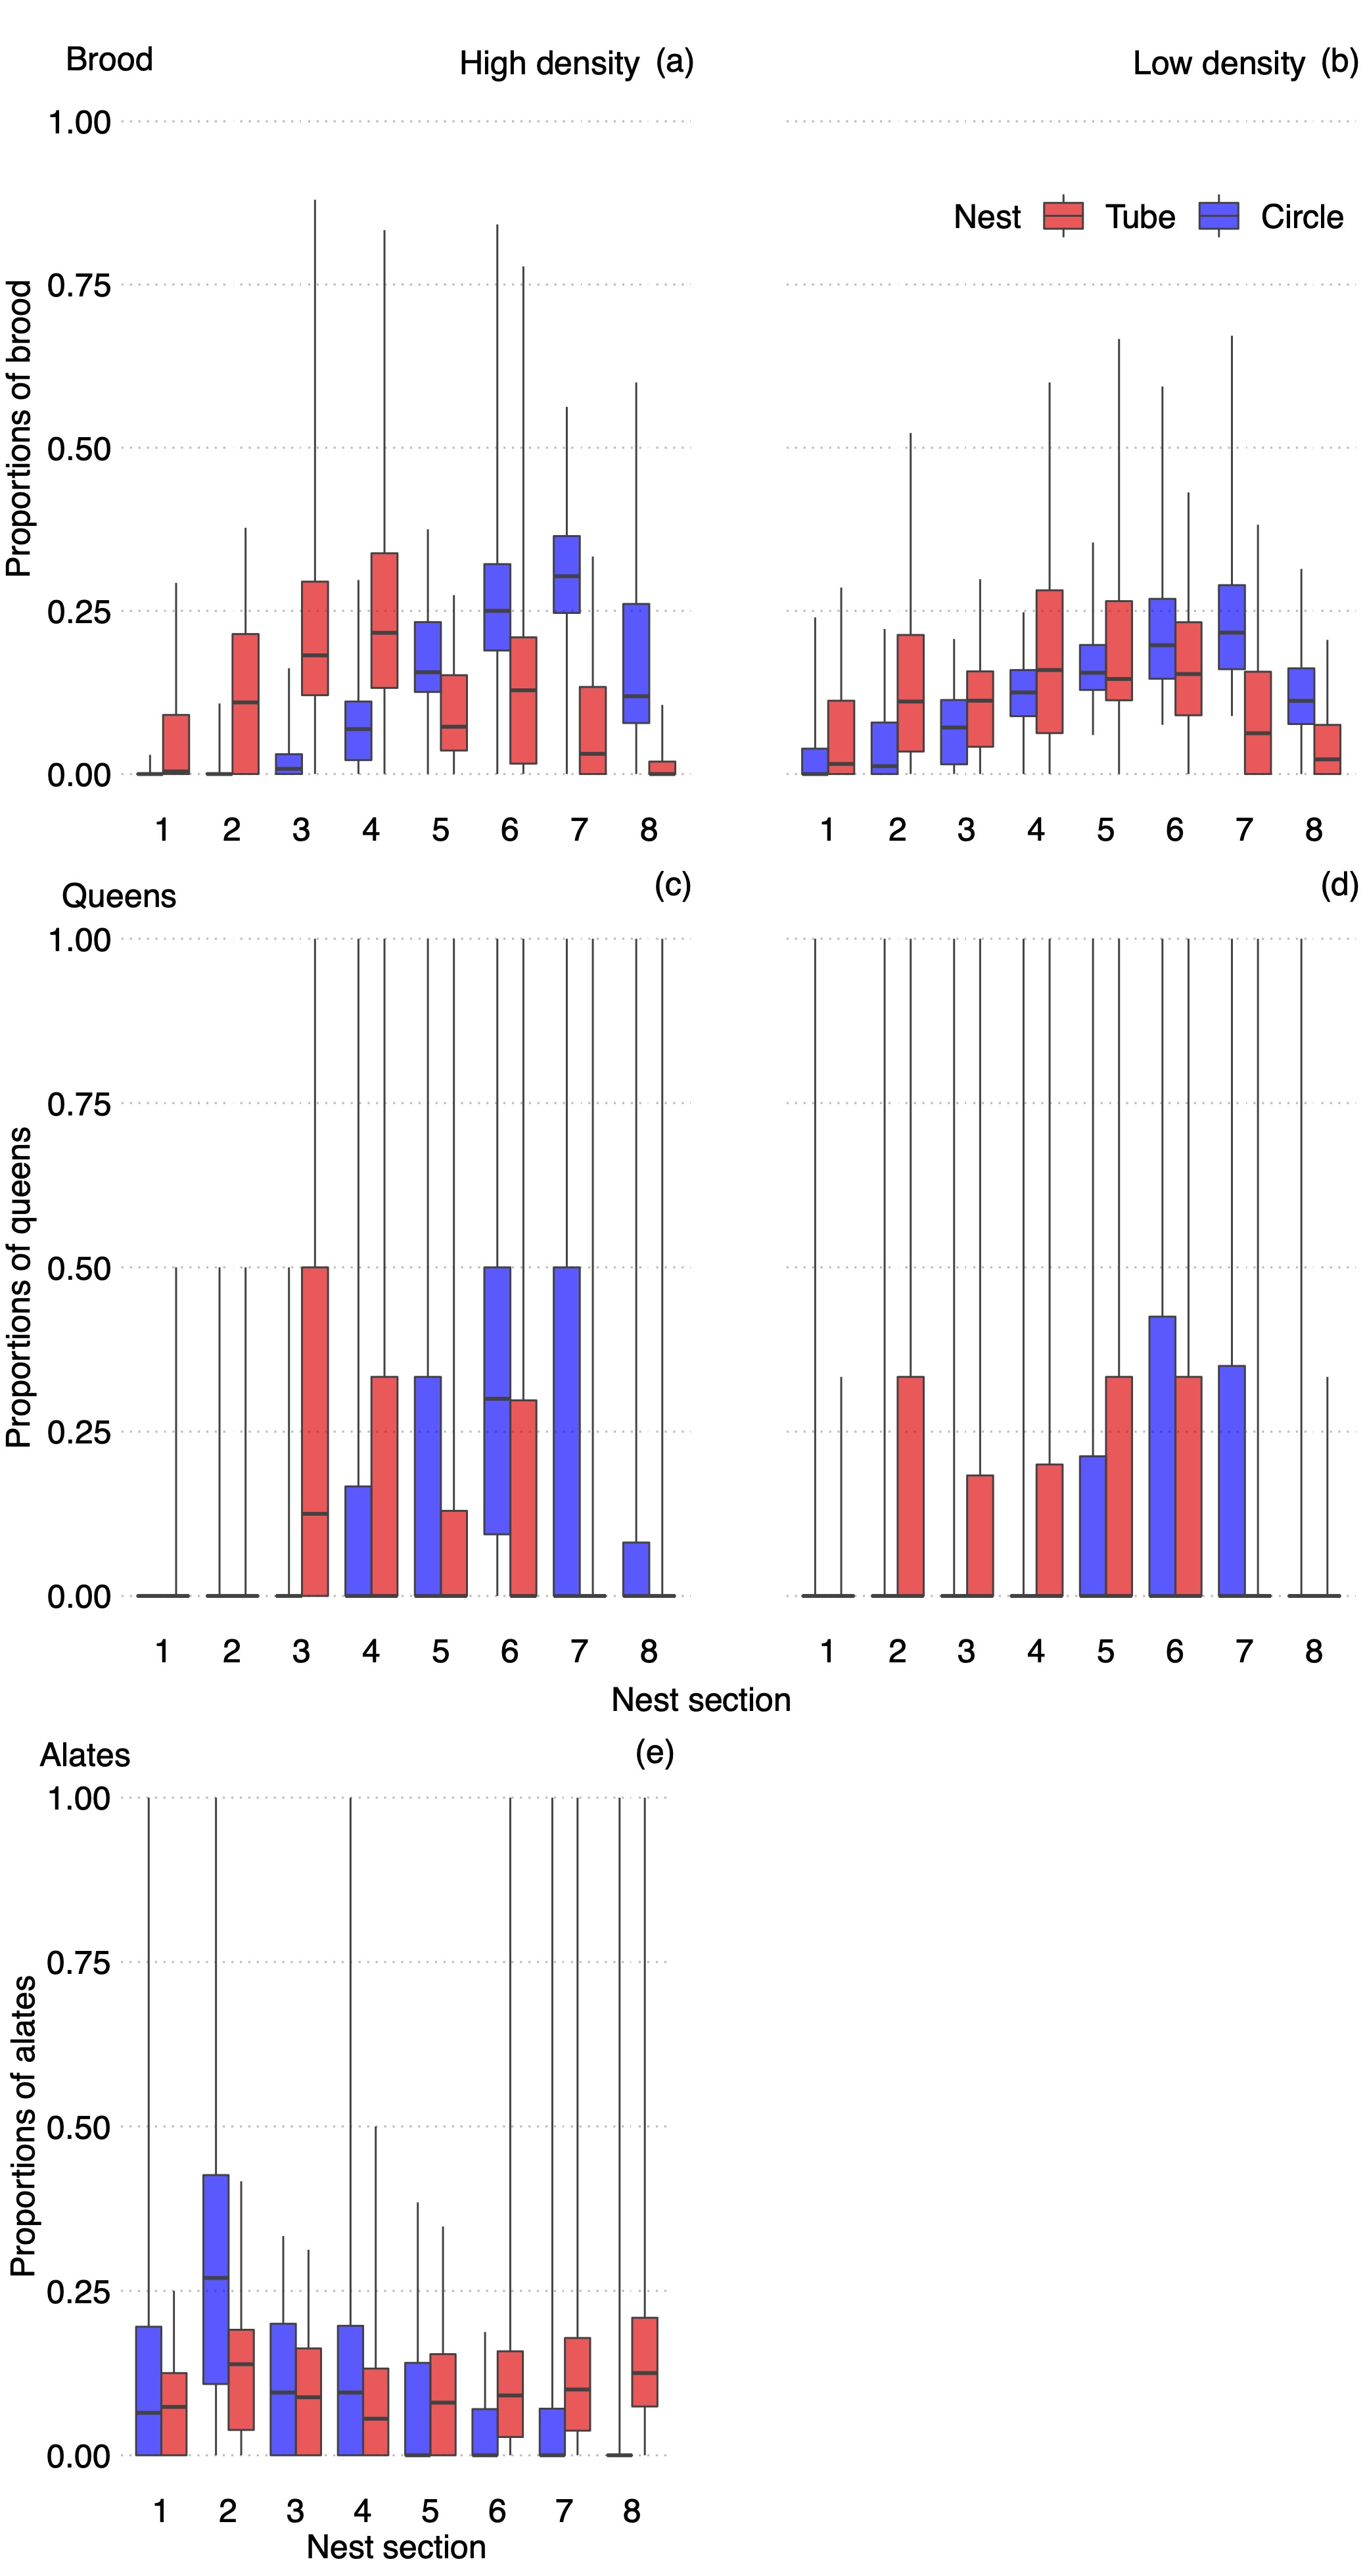 Brood High density (a) Low density (b)
1.00
Nest Tube Circle
0.75
0.50
0.25
0.00
Proportions of brood
1 2 3 4 5 6 7 8 1 2 3 4 5 6 7 8
Queens (c) (d)
1.00
0.75
0.50
0.25
0.00
Proportions of queens
1 2 3 4 5 6 7 8 1 2 3 4 5 6 7 8
Nest section
Alates (e)
1.00
0.75
0.50
0.25
0.00
Proportions of alates
1 2 3 4 5 6 7 8
Nest section